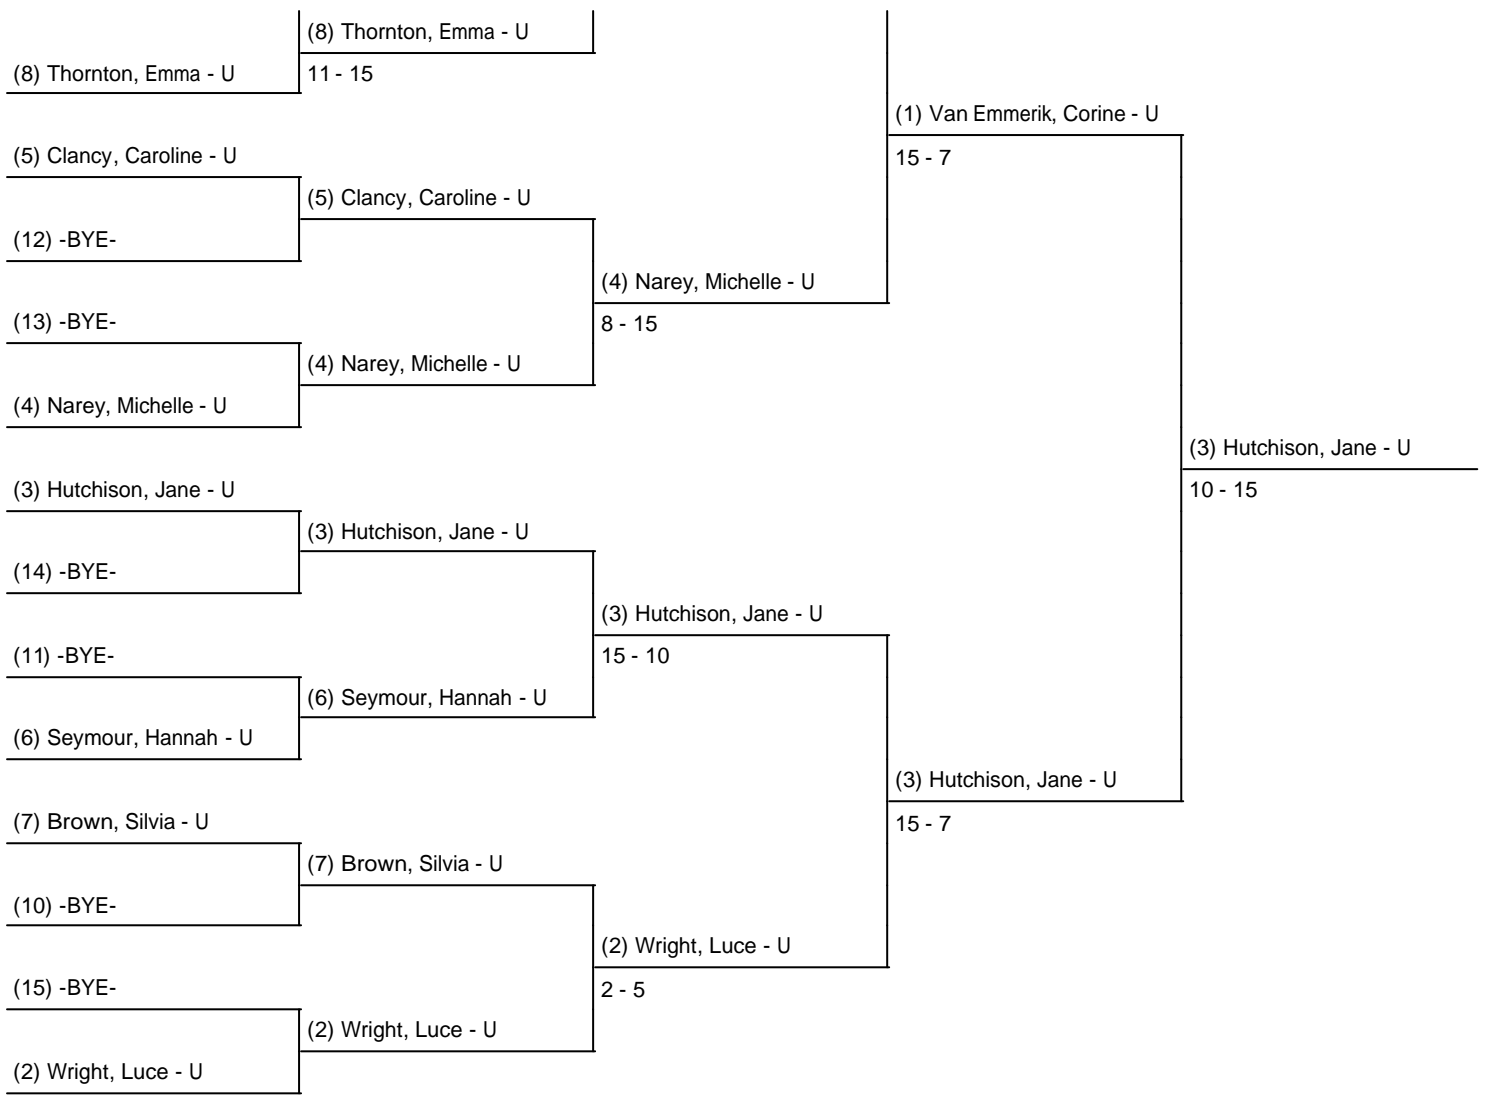 (8) Thornton, Emma - U
(8) Thornton, Emma - U
11 - 15
(1) Van Emmerik, Corine - U
15 - 7
(5) Clancy, Caroline - U
(5) Clancy, Caroline - U
(12) -BYE-
(4) Narey, Michelle - U
8 - 15
(13) -BYE-
(4) Narey, Michelle - U
(4) Narey, Michelle - U
(3) Hutchison, Jane - U
10 - 15
(3) Hutchison, Jane - U
(3) Hutchison, Jane - U
(14) -BYE-
(3) Hutchison, Jane - U
15 - 10
(11) -BYE-
(6) Seymour, Hannah - U
(6) Seymour, Hannah - U
(3) Hutchison, Jane - U
15 - 7
(7) Brown, Silvia - U
(7) Brown, Silvia - U
(10) -BYE-
(2) Wright, Luce - U
2 - 5
(15) -BYE-
(2) Wright, Luce - U
(2) Wright, Luce - U